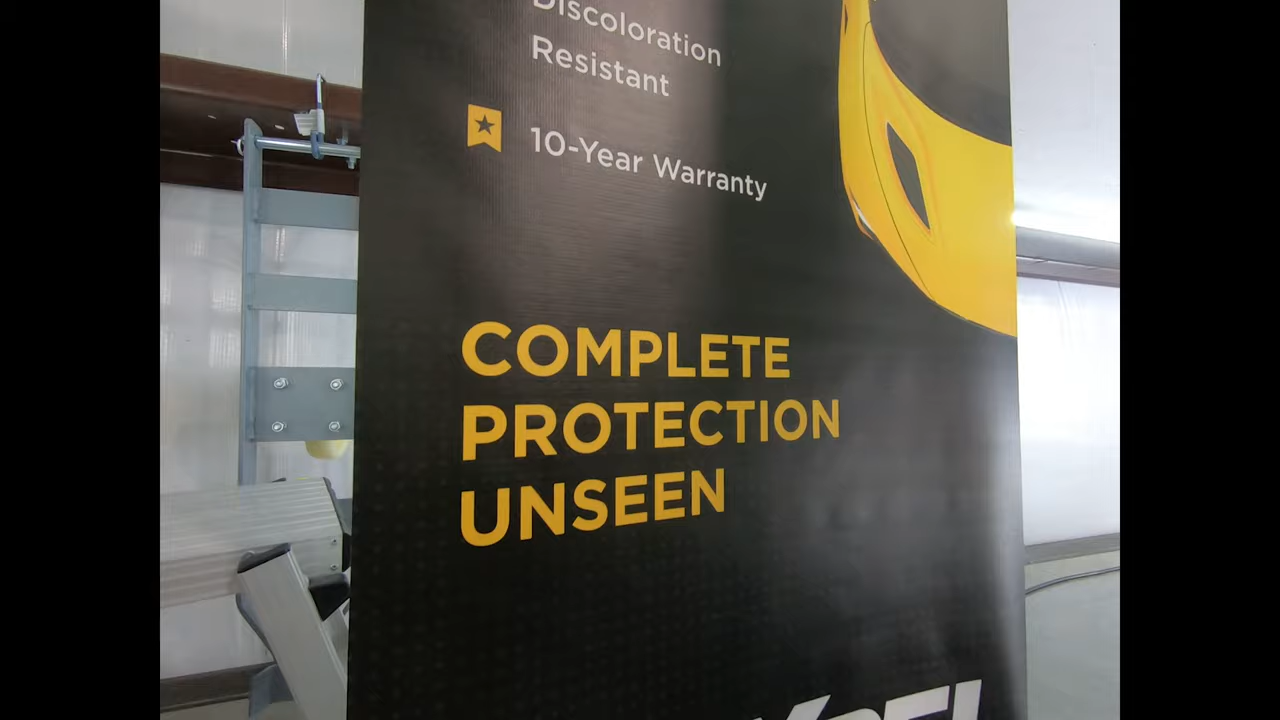 Discoloration
Resistant
10-Year Warranty
COMPLETE
PROTECTION
UNSEEN